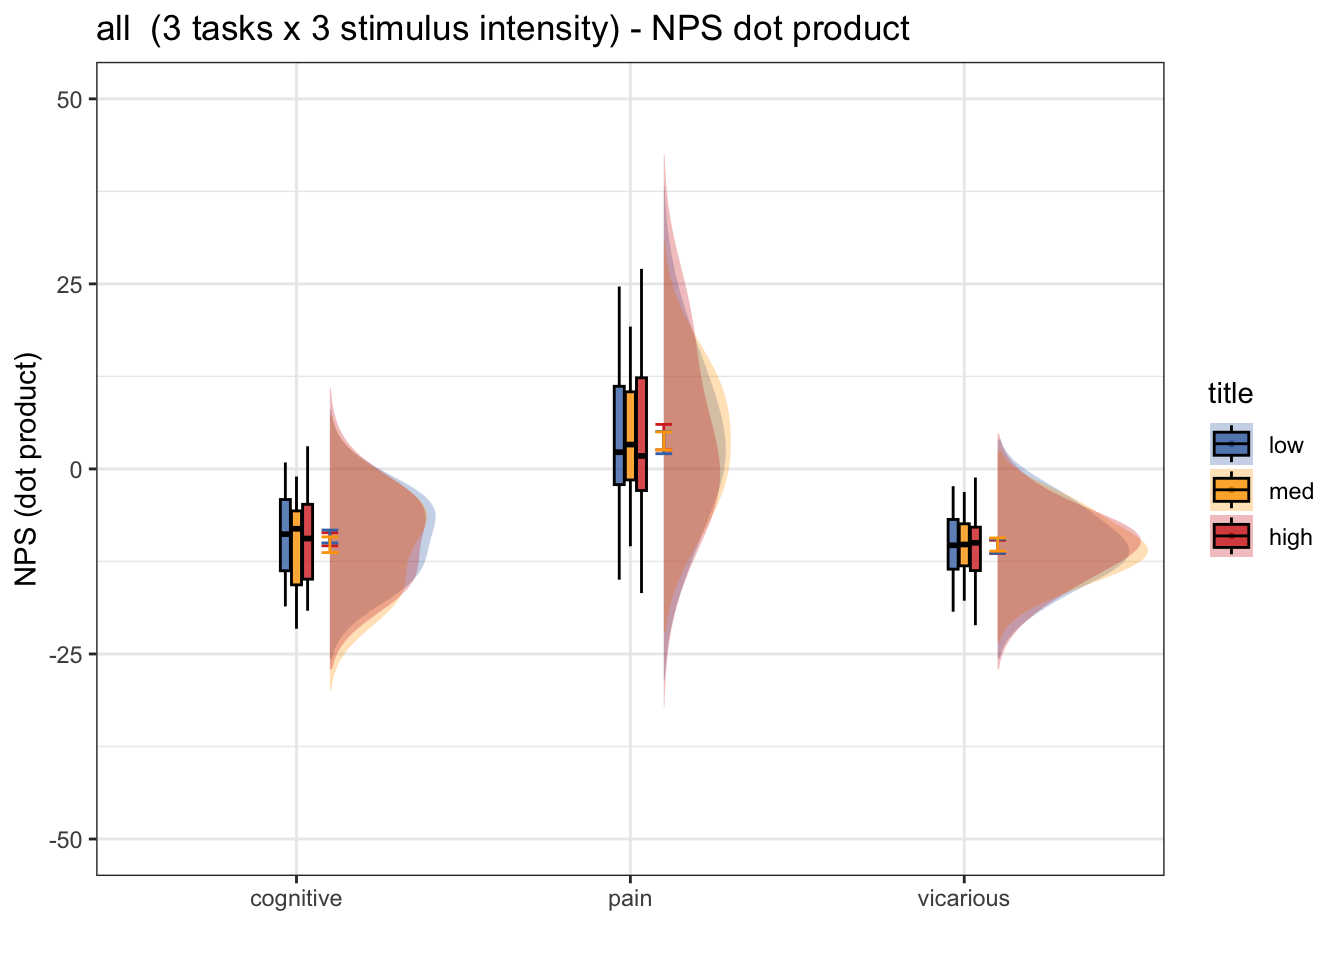 all  (3 tasks x 3 stimulus intensity) - NPS dot product
NPS (dot product)
50
25
0
-25
-50
cognitive
pain
vicarious
title
low
med
high